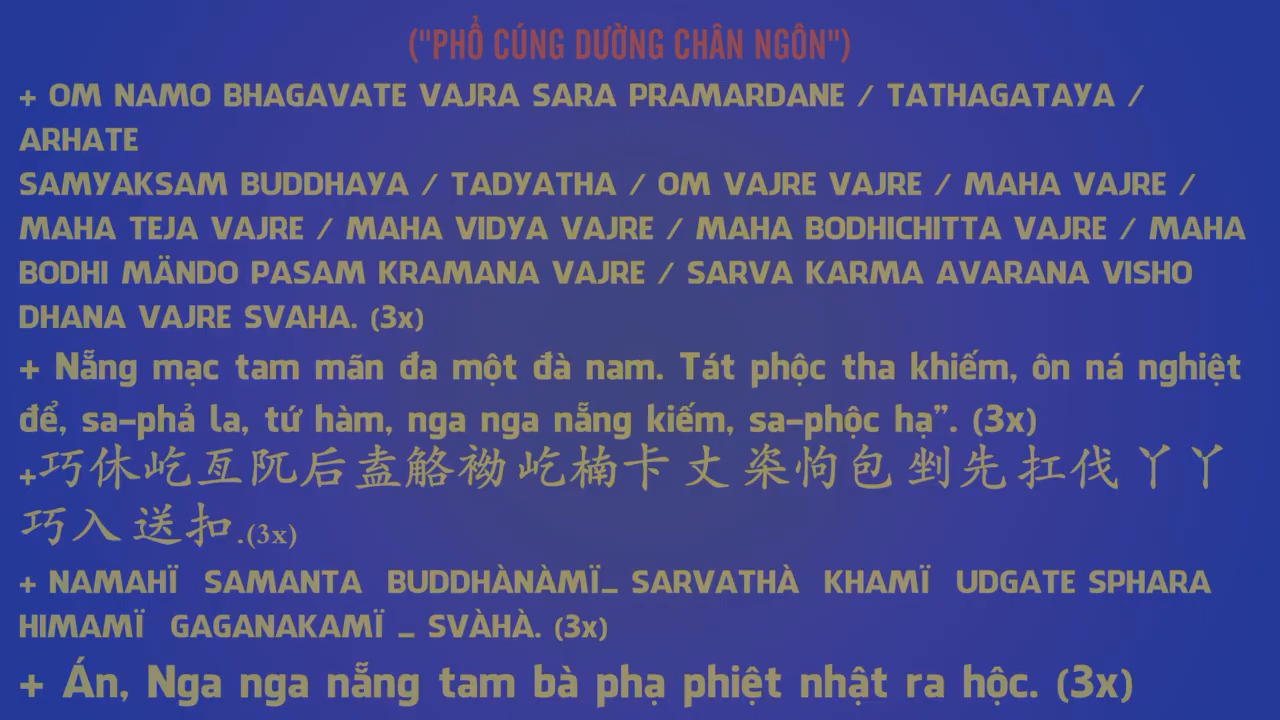 ("PHỔ CÚNG DƯỜNG CHÂN NGÔN")
+ OM NAMO BHAGAVATE VAJRA SARA PRAMARDANE / TATHAGATAYA /
ARHATE
SAMYAKSAM BUDDHAYA / TADYATHA / OM VAJRE VAJRE / MAHA VAJRE /
MAHA TEJA VAJRE / MAHA VIDYA VAJRE / MAHA BODHICHITTA VAJRE / MAHA
BODHI MÄNDO PASAM KRAMANA VAJRE / SARVA KARMA AVARANA VISHO
DHANA VAJRE SVAHA. (3x)
+ Nẵng mạc tam mãn đa một đà nam. Tát phộc tha khiếm, ôn ná nghiệt
để, sa-phả la, tứ hàm, nga nga nẵng kiếm, sa-phộc hạ”. (3x)
+巧休屹亙阢后盍觡袎屹楠卡丈 楶恦包 剉先扛伐丫丫
巧入送扣.(3x)
+ NAMAHÏ SAMANTA BUDDHÀNÀMÏ_ SARVATHÀ KHAMÏ UDGATE SPHARA
HIMAMÏ GAGANAKAMÏ _ SVÀHÀ. (3x)
+ Án, Nga nga nẵng tam bà phạ phiệt nhật ra hộc. (3x)